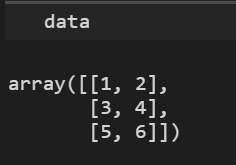 data
array([[1, 2],
       [3, 4],
       [5, 6]])